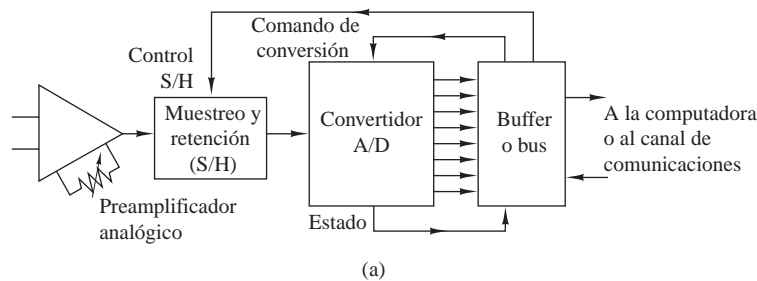 Comando de
conversión
Control
S/H
Muestreo y
retención
(S/H)
Convertidor
A/D
Buffer
o bus
A la computadora
o al canal de
comunicaciones
Preamplificador
analógico
Estado
(a)